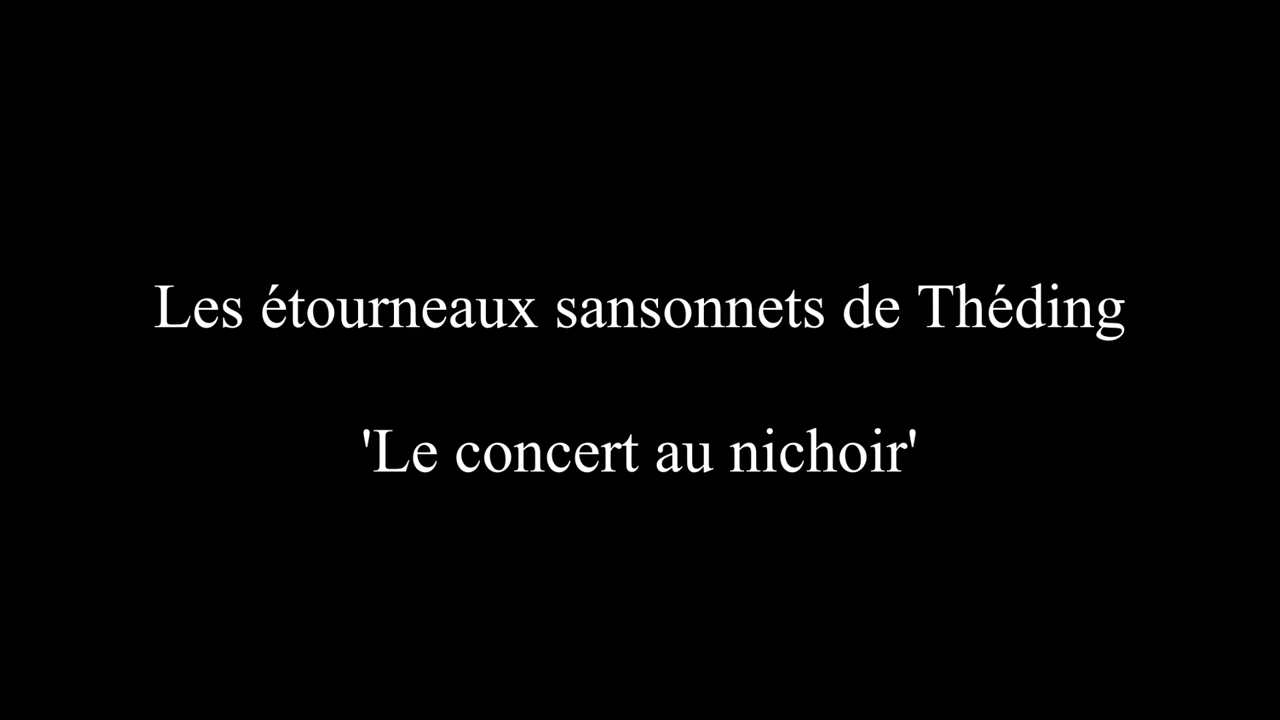 Les étourneaux sansonnets de Théding
'Le concert au nichoir'